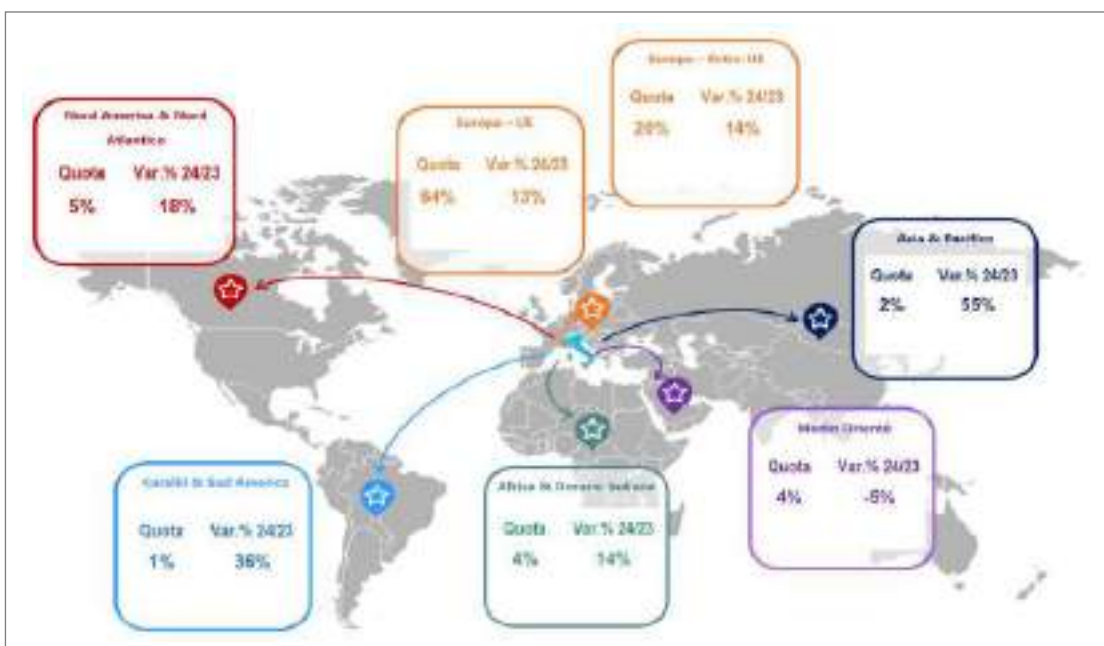 Nord America & Nord
Atlantico
Quota Var.% 24/23
5% 18%
Europa – UE
Quota Var.% 24/23
64% 13%
Europa – Extra UE
Quota Var.% 24/23
20% 14%
Asia & Pacifico
Quota Var.% 24/23
2% 55%
Medio Oriente
Quota Var.% 24/23
4% -5%
Caraibi & Sud America
Quota Var.% 24/23
1% 36%
Africa & Oceano Indiano
Quota Var.% 24/23
4% 14%